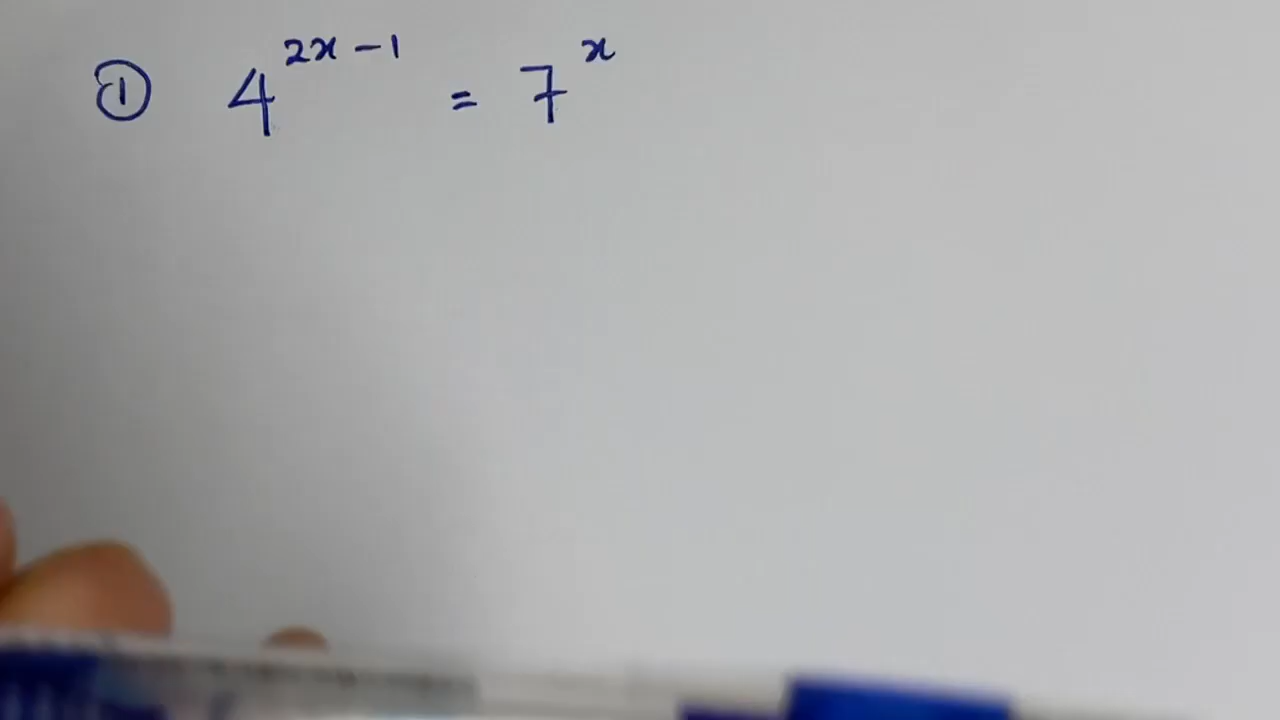 ① 4^{2x-1} = 7^x